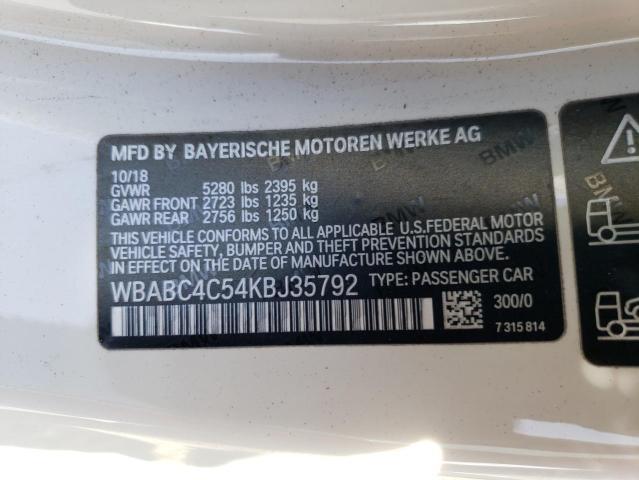 MFD BY BAYERISCHE MOTOREN WERKE AG
10/18
GVWR 5280 lbs 2395 kg
GAWR FRONT 2723 lbs 1235 kg
GAWR REAR 2756 lbs 1250 kg
THIS VEHICLE CONFORMS TO ALL APPLICABLE U.S.FEDERAL MOTOR
VEHICLE SAFETY, BUMPER AND THEFT PREVENTION STANDARDS
IN EFFECT ON THE DATE OF MANUFACTURE SHOWN ABOVE.
WBABC4C54KBJ35792 TYPE: PASSENGER CAR
300/0
7 315 814